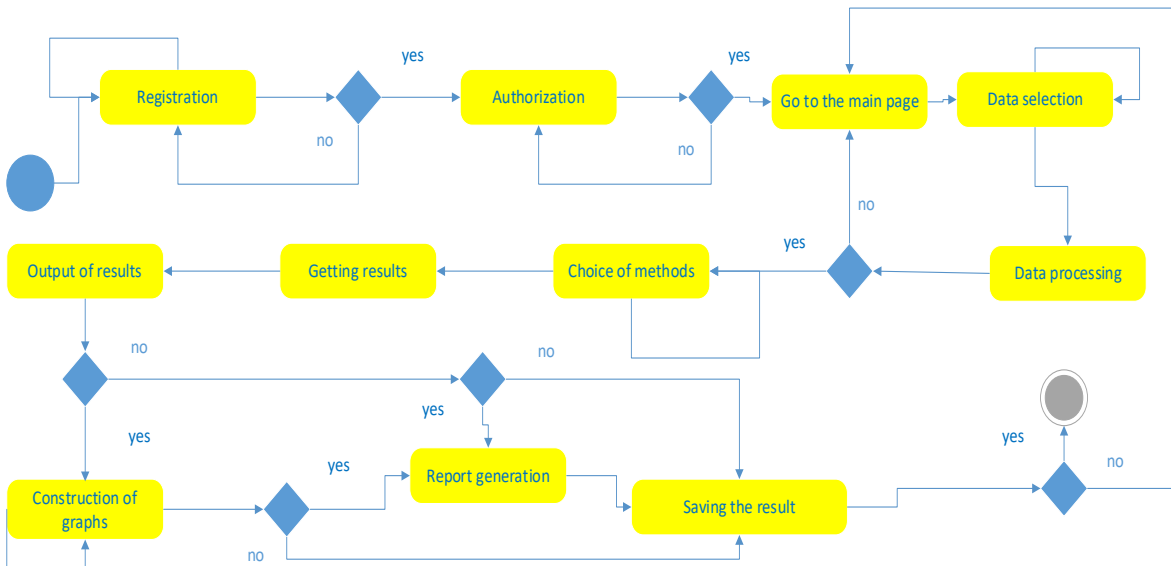 yes
yes
Registration
Authorization
Go to the main page
Data selection
no
no
no
yes
Output of results
Getting results
Choice of methods
Data processing
no
no
yes
yes
yes
yes
no
Construction of
graphs
Report generation
Saving the result
no